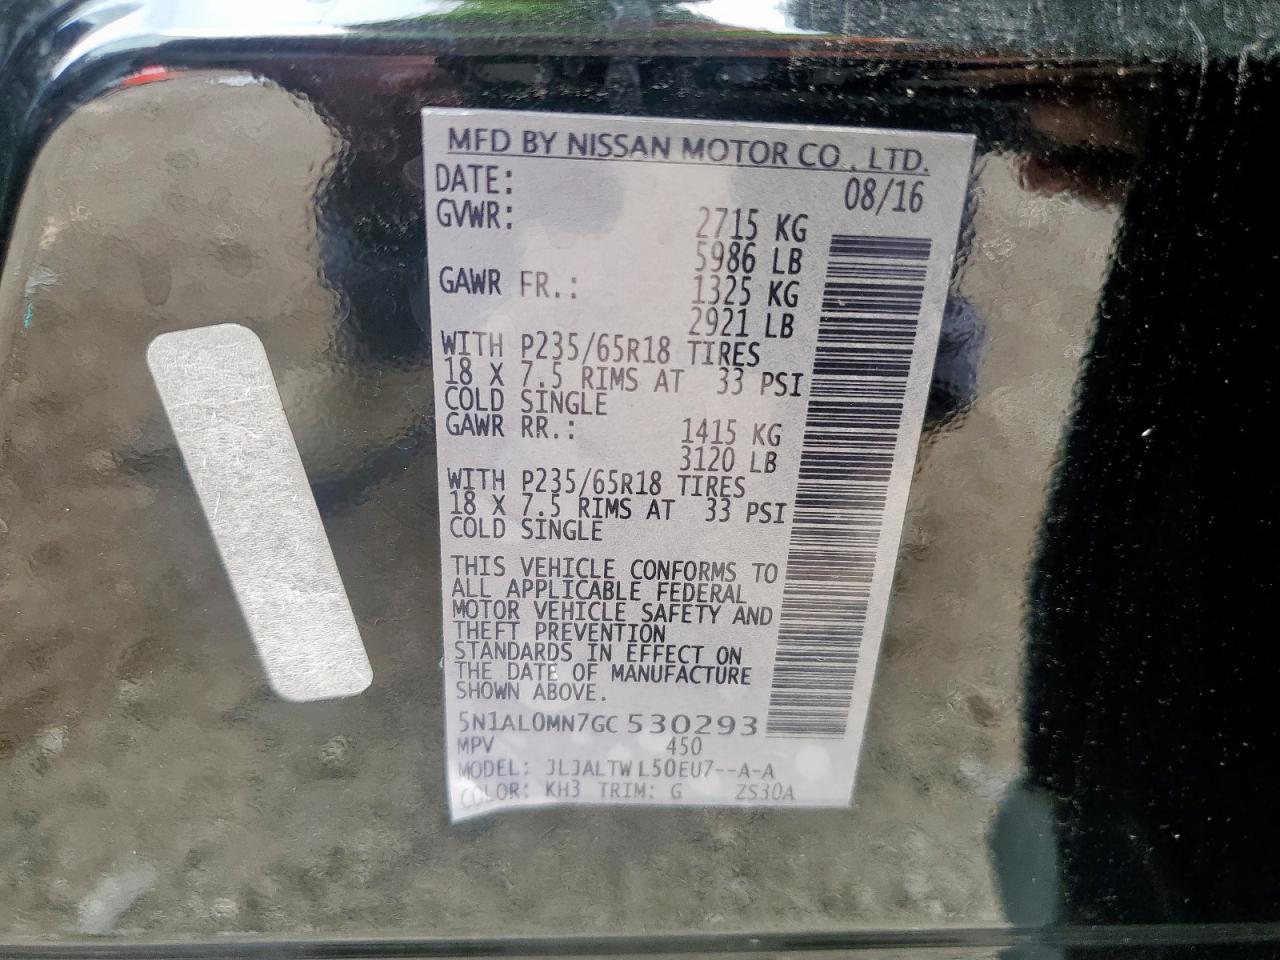 MFD BY NISSAN MOTOR CO., LTD.
DATE: 08/16
GVWR: 2715 KG
5986 LB
GAWR FR.: 1325 KG
2921 LB
WITH P235/65R18 TIRES
18 X 7.5 RIMS AT 33 PSI
COLD SINGLE
GAWR RR.: 1415 KG
3120 LB
WITH P235/65R18 TIRES
18 X 7.5 RIMS AT 33 PSI
COLD SINGLE
THIS VEHICLE CONFORMS TO
ALL APPLICABLE FEDERAL
MOTOR VEHICLE SAFETY AND
THEFT PREVENTION
STANDARDS IN EFFECT ON
THE DATE OF MANUFACTURE
SHOWN ABOVE.
5N1AL0MN7GC530293
MPV 450
MODEL: JLJALTWL50EU7--A-A
COLOR: KH3 TRIM: G ZS30A